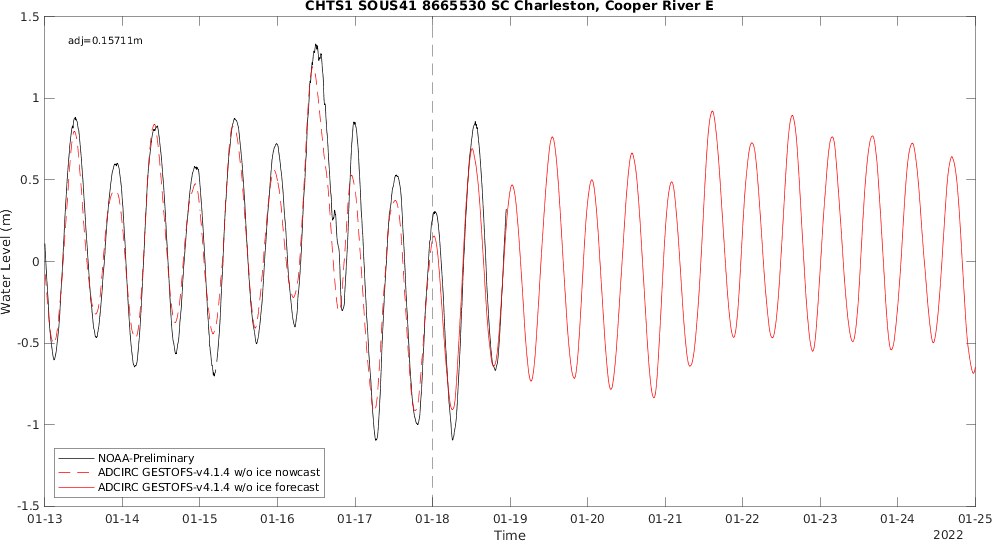 CHTS1 SOUS41 8665530 SC Charleston, Cooper River E
adj=0.15711m
1.5
1
0.5
0
-0.5
-1
-1.5
Water Level (m)
NOAA-Preliminary
ADCIRC GESTOFS-v4.1.4 w/o ice nowcast
ADCIRC GESTOFS-v4.1.4 w/o ice forecast
01-13 01-14 01-15 01-16 01-17 01-18 01-19 01-20 01-21 01-22 01-23 01-24 01-25
Time
2022